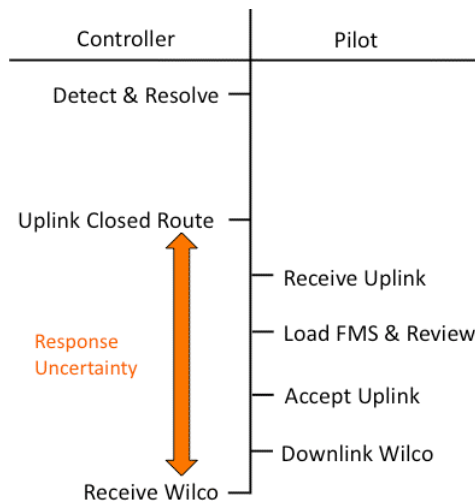 Controller
Pilot
Detect & Resolve
Uplink Closed Route
Receive Uplink
Load FMS & Review
Response
Uncertainty
Accept Uplink
Downlink Wilco
Receive Wilco